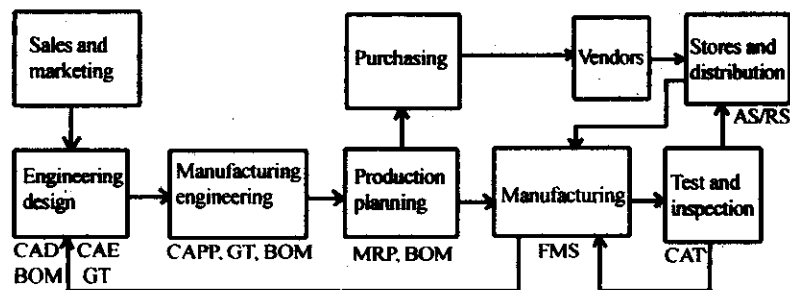 Sales and
marketing
Purchasing
Vendors
Stores and
distribution
AS/RS
Engineering
design
Manufacturing
engineering
Production
planning
Manufacturing
Test and
inspection
CAD CAE
BOM GT
CAPP, GT, BOM
MRP, BOM
FMS
CAT